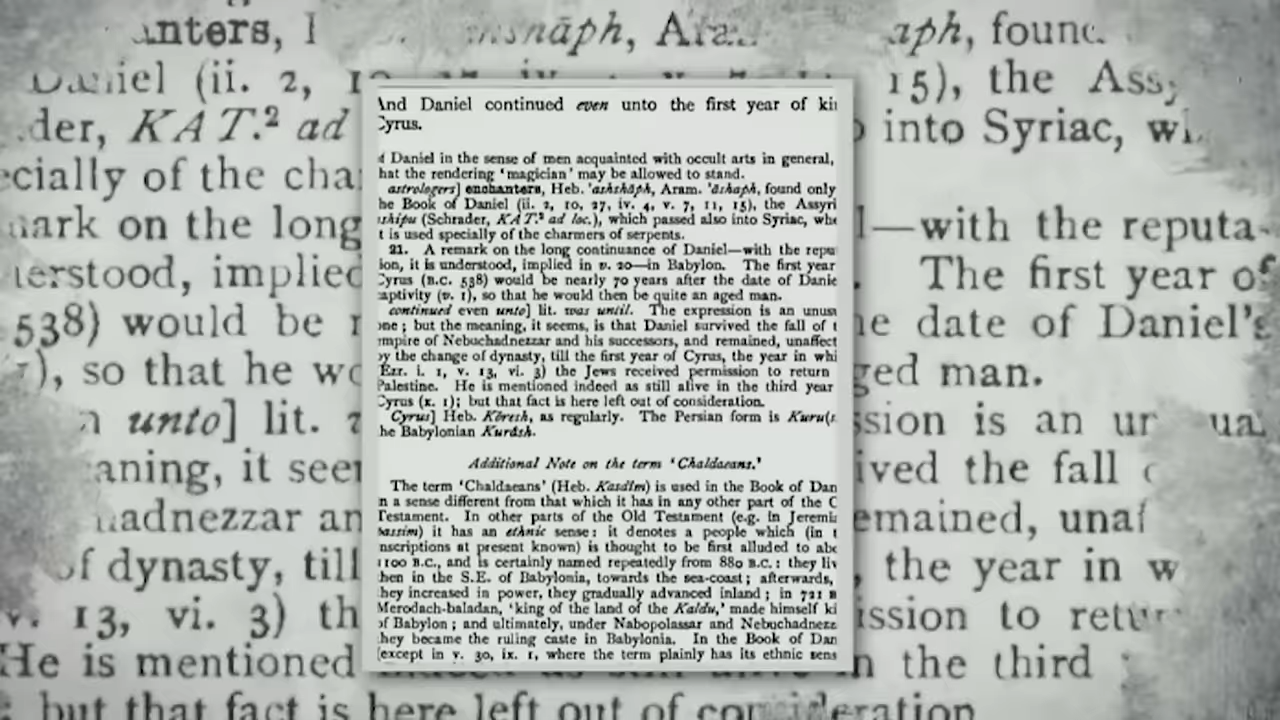 And Daniel continued even unto the first year of ki
Cyrus.
d Daniel in the sense of men acquainted with occult arts in general,
hat the rendering ‘magician’ may be allowed to stand.
astrologers] enchanters, Heb. 'ashshāph, Aram. 'āshaph, found only
he Book of Daniel (ii. 2, 10, 27, iv. 4, v. 7, 11, 15), the Assyri
shipu (Schrader, KAT.² ad loc.), which passed also into Syriac, whe
t is used specially of the charmers of serpents.
21. A remark on the long continuance of Daniel—with the repu
ion, it is understood, implied in v. 20—in Babylon. The first year
Cyrus (B.C. 538) would be nearly 70 years after the date of Danie
captivity (v. 1), so that he would then be quite an aged man.
continued even unto] lit. was until. The expression is an unusu
one; but the meaning, it seems, is that Daniel survived the fall of t
empire of Nebuchadnezzar and his successors, and remained, unaffect
by the change of dynasty, till the first year of Cyrus, the year in whi
Ezr. i. 1, v. 13, vi. 3) the Jews received permission to return
Palestine. He is mentioned indeed as still alive in the third year
Cyrus (x. 1); but that fact is here left out of consideration.
Cyrus] Heb. Kōresh, as regularly. The Persian form is Kuru(s
he Babylonian Kurâsh.
Additional Note on the term ‘Chaldaeans.’
The term ‘Chaldaeans’ (Heb. Kasdīm) is used in the Book of Dan
n a sense different from that which it has in any other part of the O
Testament. In other parts of the Old Testament (e.g. in Jeremia
passim) it has an ethnic sense: it denotes a people which (in t
nscriptions at present known) is thought to be first alluded to abo
1100 B.C., and is certainly named repeatedly from 880 B.C.: they liv
hen in the S.E. of Babylonia, towards the sea-coast; afterwards,
hey increased in power, they gradually advanced inland; in 721 B
Merodach-baladan, ‘king of the land of the Kaldu,’ made himself ki
of Babylon; and ultimately, under Nabopolassar and Nebuchadnezz
hey became the ruling caste in Babylonia. In the Book of Dan
(except in v. 30, ix. 1, where the term plainly has its ethnic sens